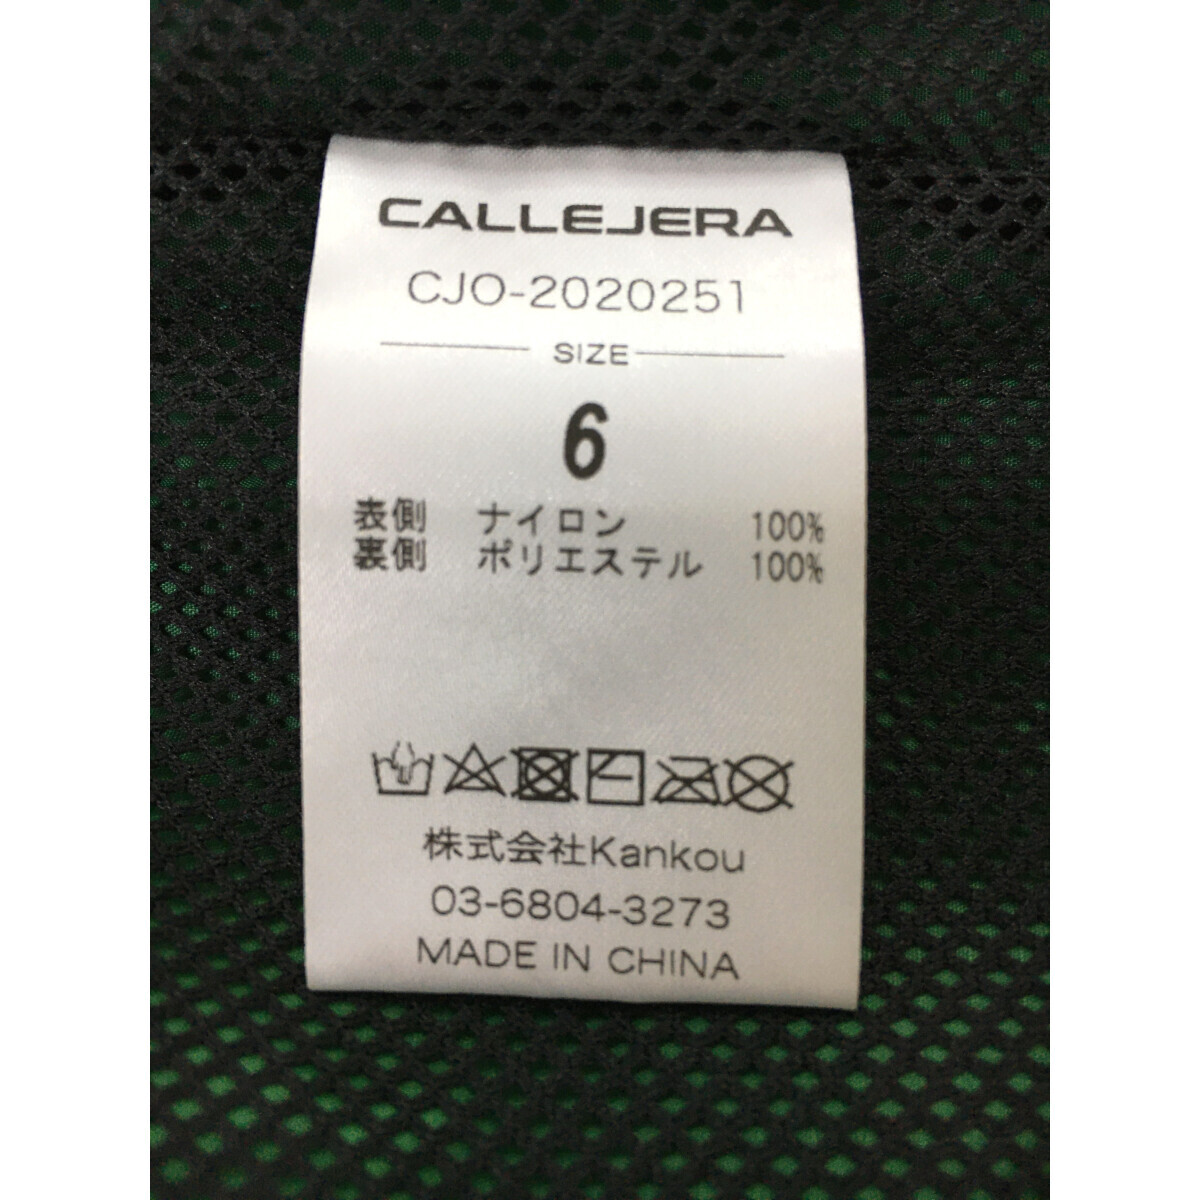 CALLEJERA
CJO-2020251
SIZE
6
表側 ナイロン 100%
裏側 ポリエステル 100%
株式会社Kankou
03-6804-3273
MADE IN CHINA